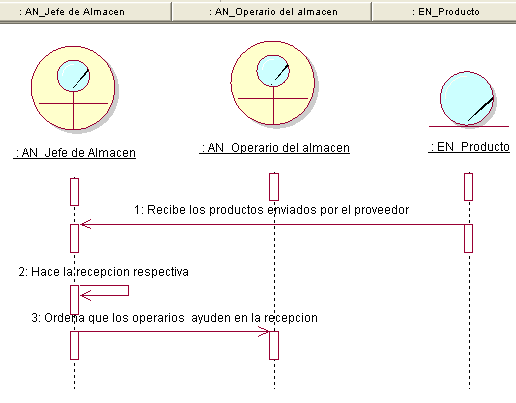 : AN_Jefe de Almacen
: AN_Operario del almacen
: EN_Producto
: AN_Jefe de Almacen
: AN_Operario del almacen
: EN_Producto
1: Recibe los productos enviados por el proveedor
2: Hace la recepcion respectiva
3: Ordena que los operarios ayuden en la recepcion